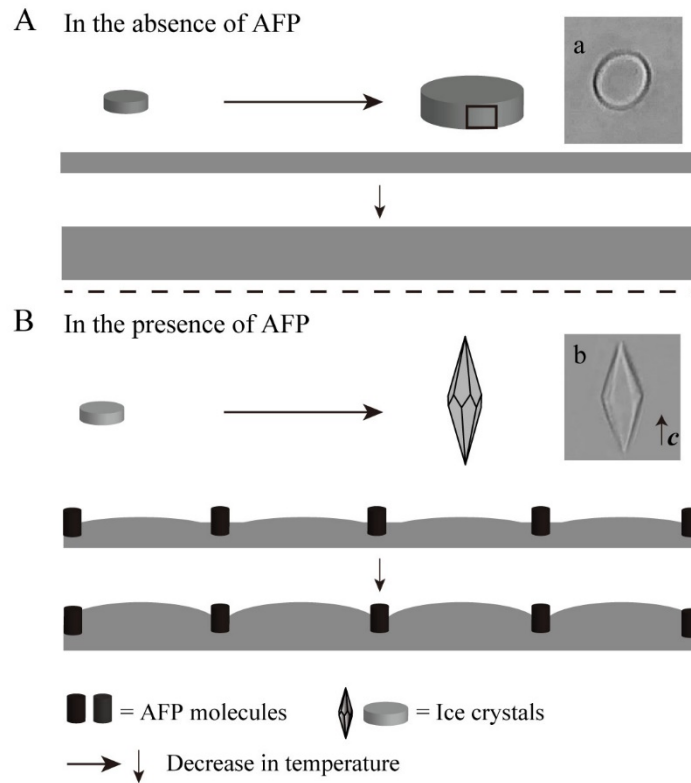 A In the absence of AFP
a
B In the presence of AFP
b
c
= AFP molecules
= Ice crystals
Decrease in temperature